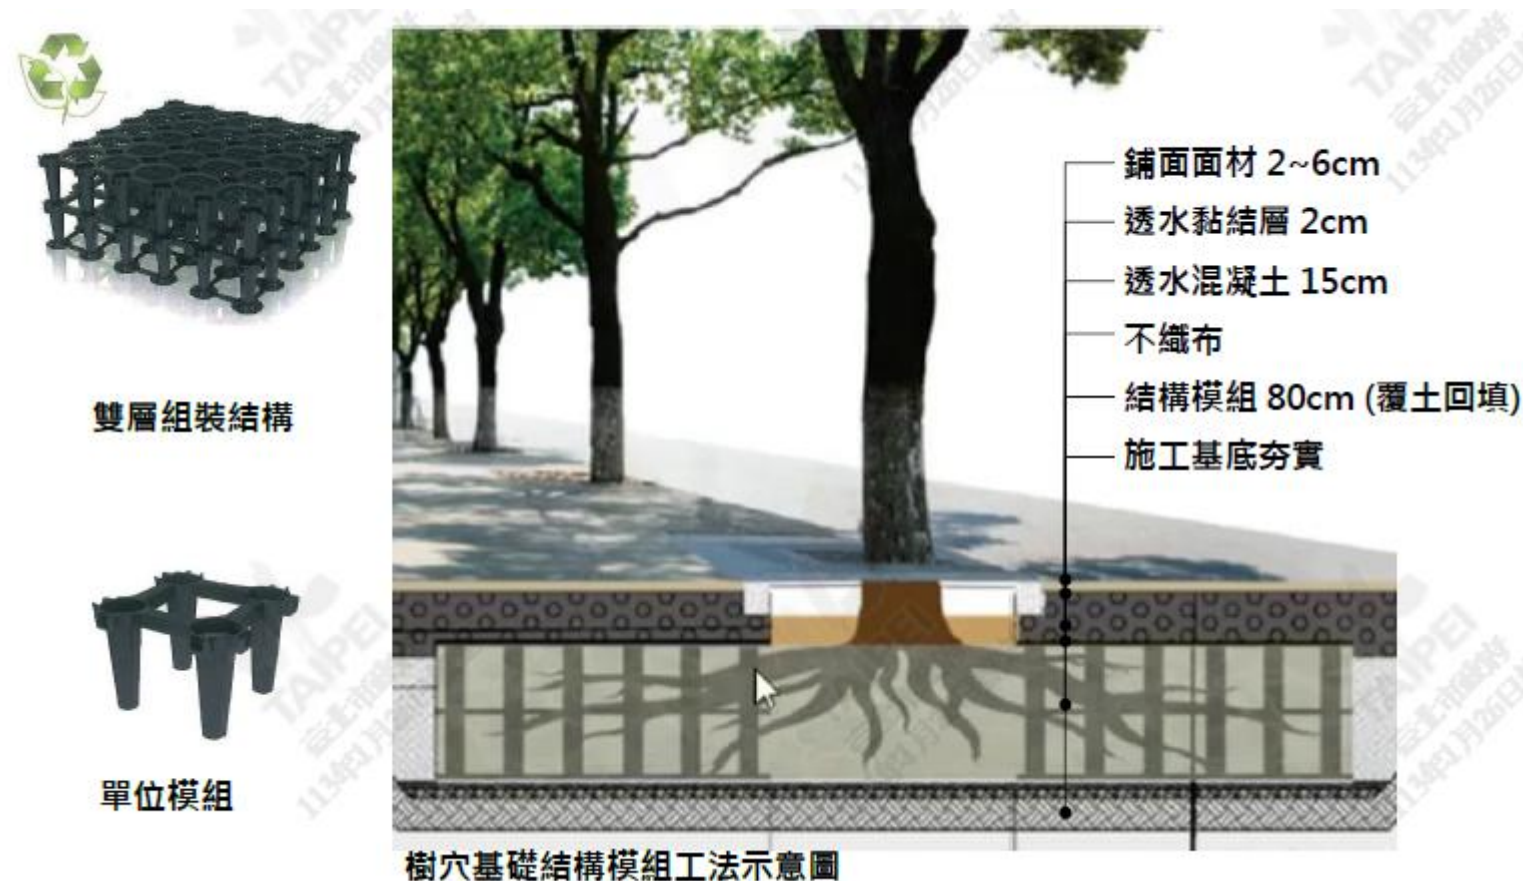 鋪面面材 2~6cm
透水黏結層 2cm
透水混凝土 15cm
不織布
結構模組 80cm (覆土回填)
施工基底夯實
雙層組裝結構
單位模組
樹穴基礎結構模組工法示意圖
TAIPEI